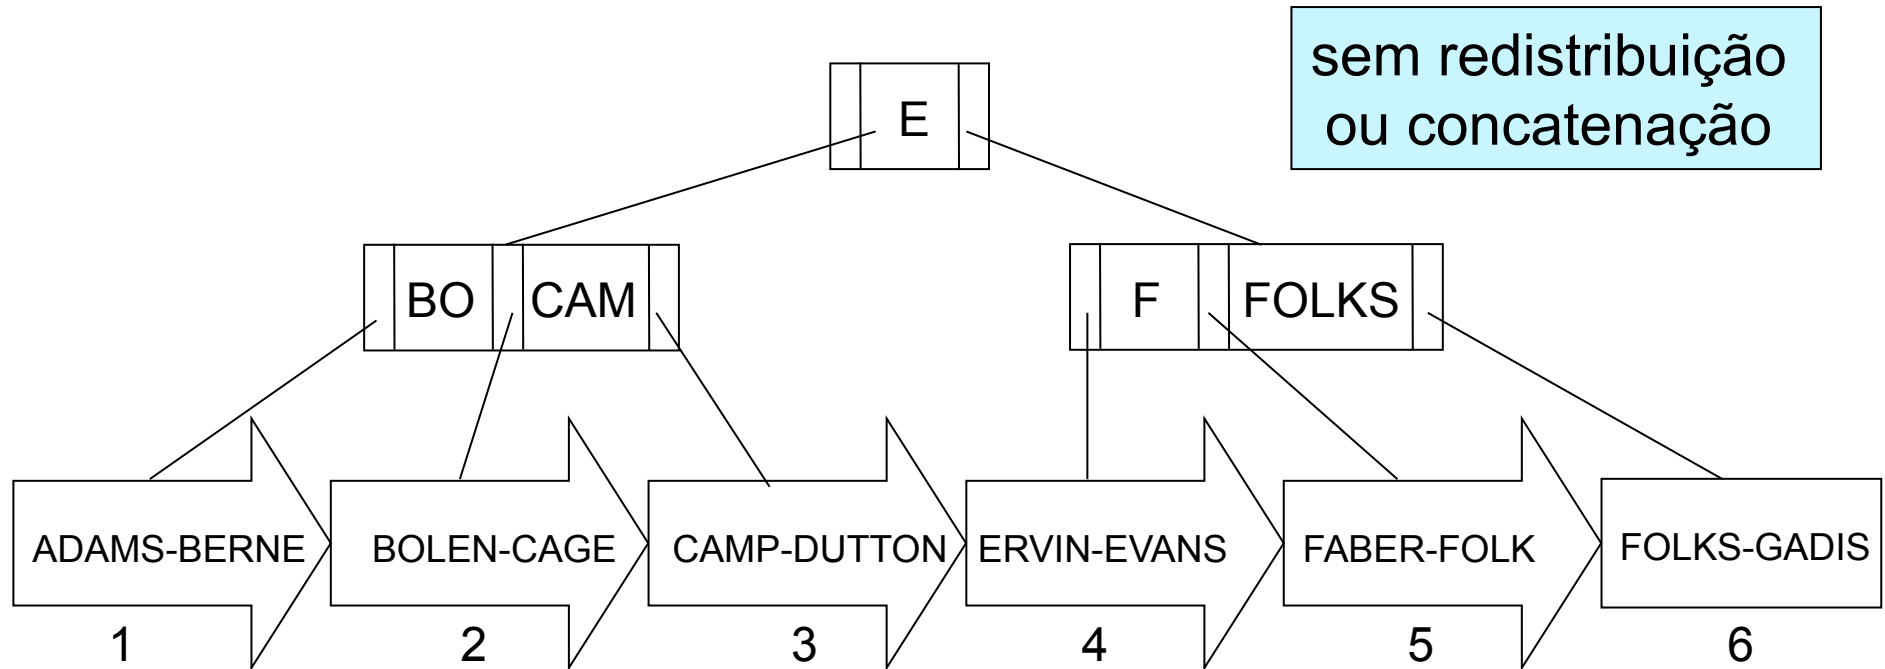 sem redistribuição
ou concatenação
E
BO CAM
F FOLKS
ADAMS-BERNE BOLEN-CAGE CAMP-DUTTON ERVIN-EVANS FABER-FOLK FOLKS-GADIS
1 2 3 4 5 6